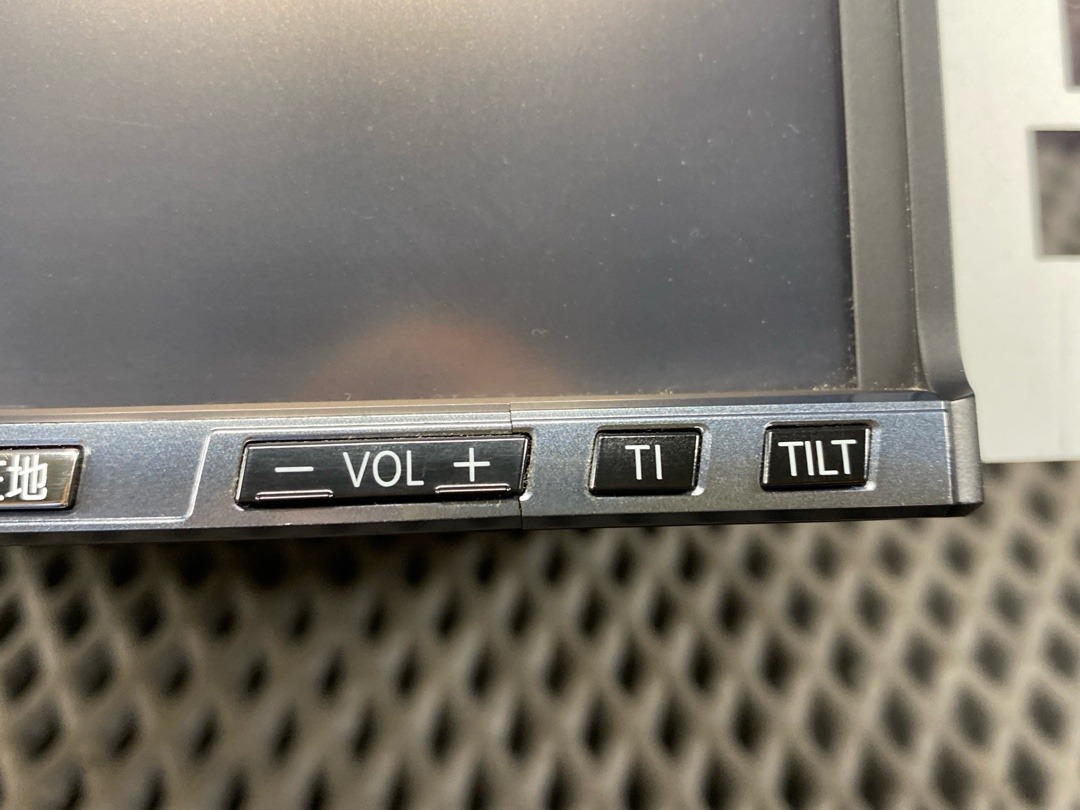 地 − VOL + TI TILT